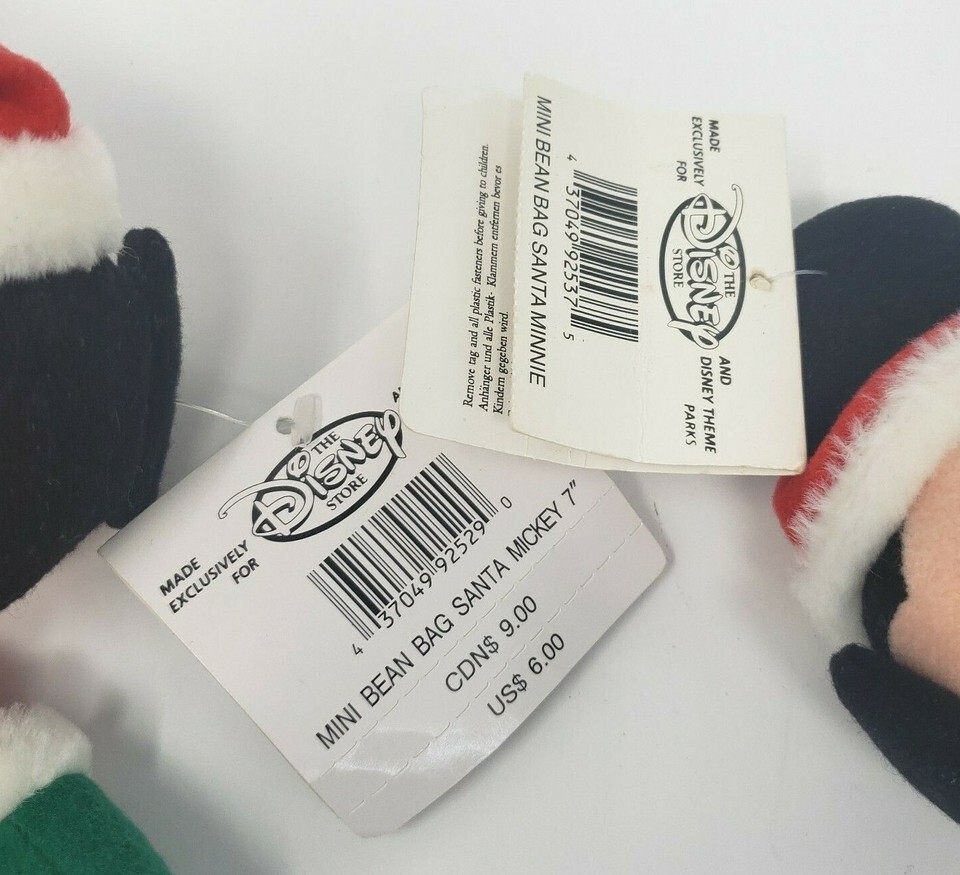 MADE
EXCLUSIVELY
FOR
THE
Disney
STORE
AND
DISNEY THEME
PARKS
4 37049 92537 5
MINI BEAN BAG SANTA MINNIE
Remove tag and all plastic fasteners before giving to children.
Anhänger und alle Plastik- Klammern entfernen bevor es
Kindern gegeben wird.
MADE
EXCLUSIVELY
FOR
THE
Disney
STORE
4 37049 92529 0
MINI BEAN BAG SANTA MICKEY 7"
CDN$ 9.00
US$ 6.00